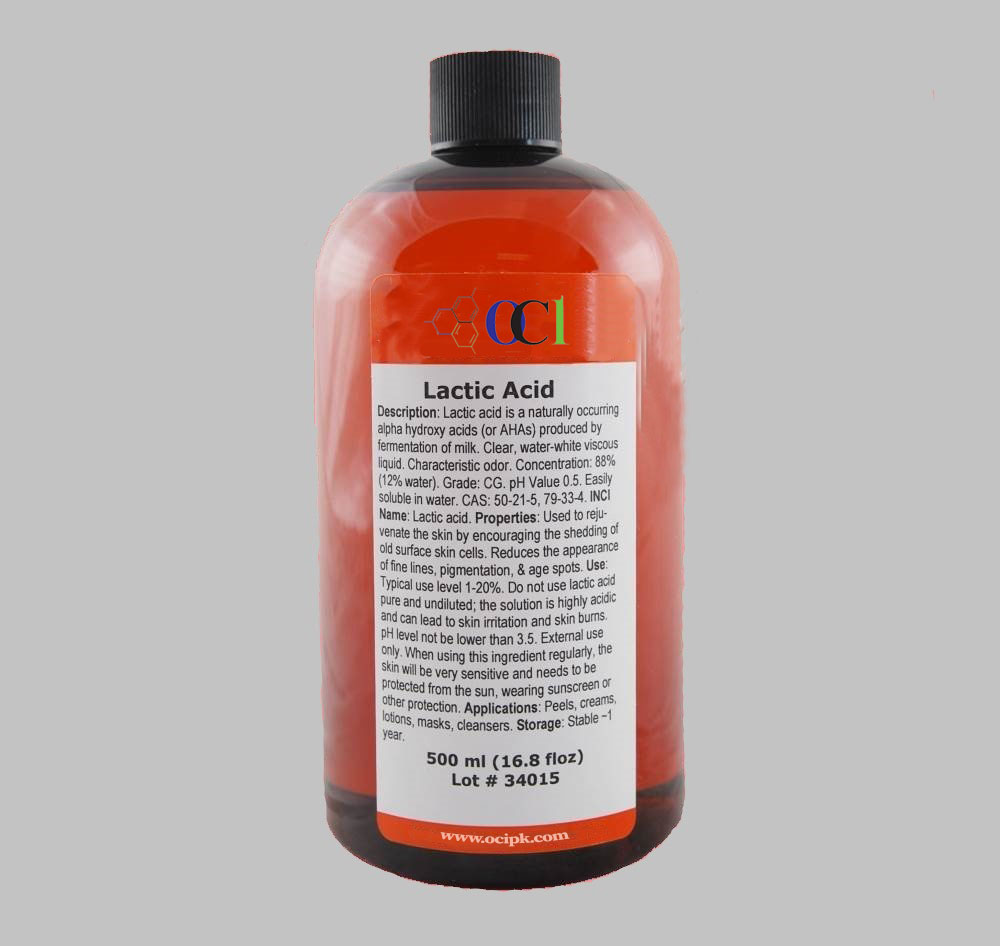 OCI
Lactic Acid
Description: Lactic acid is a naturally occurring
alpha hydroxy acids (or AHAs) produced by
fermentation of milk. Clear, water-white viscous
liquid. Characteristic odor. Concentration: 88%
(12% water). Grade: CG. pH Value 0.5. Easily
soluble in water. CAS: 50-21-5, 79-33-4. INCI
Name: Lactic acid. Properties: Used to reju-
venate the skin by encouraging the shedding of
old surface skin cells. Reduces the appearance
of fine lines, pigmentation, & age spots. Use:
Typical use level 1-20%. Do not use lactic acid
pure and undiluted; the solution is highly acidic
and can lead to skin irritation and skin burns.
pH level not be lower than 3.5. External use
only. When using this ingredient regularly, the
skin will be very sensitive and needs to be
protected from the sun, wearing sunscreen or
other protection. Applications: Peels, creams,
lotions, masks, cleansers. Storage: Stable ~1
year.
500 ml (16.8 floz)
Lot # 34015
www.ocipk.com